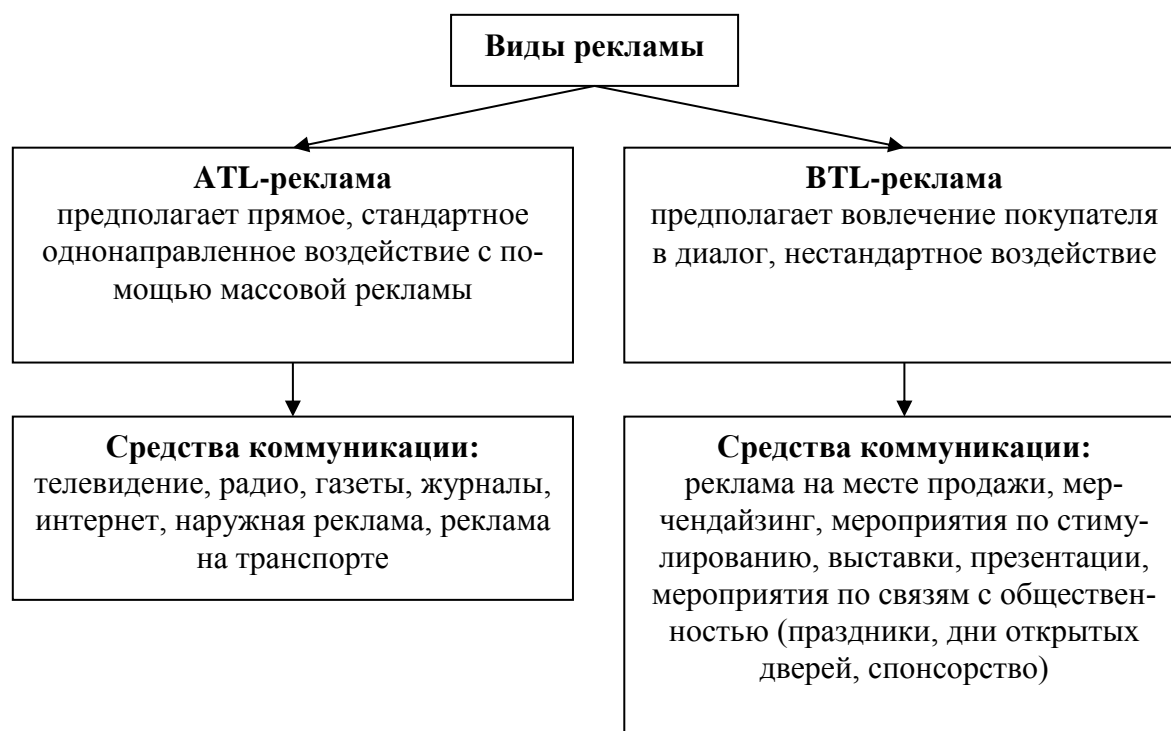 Виды рекламы
ATL-реклама
предполагает прямое, стандартное
однонаправленное воздействие с по-
мощью массовой рекламы
BTL-реклама
предполагает вовлечение покупателя
в диалог, нестандартное воздействие
Средства коммуникации:
телевидение, радио, газеты, журналы,
интернет, наружная реклама, реклама
на транспорте
Средства коммуникации:
реклама на месте продажи, мер-
чендайзинг, мероприятия по стиму-
лированию, выставки, презентации,
мероприятия по связям с обществен-
ностью (праздники, дни открытых
дверей, спонсорство)